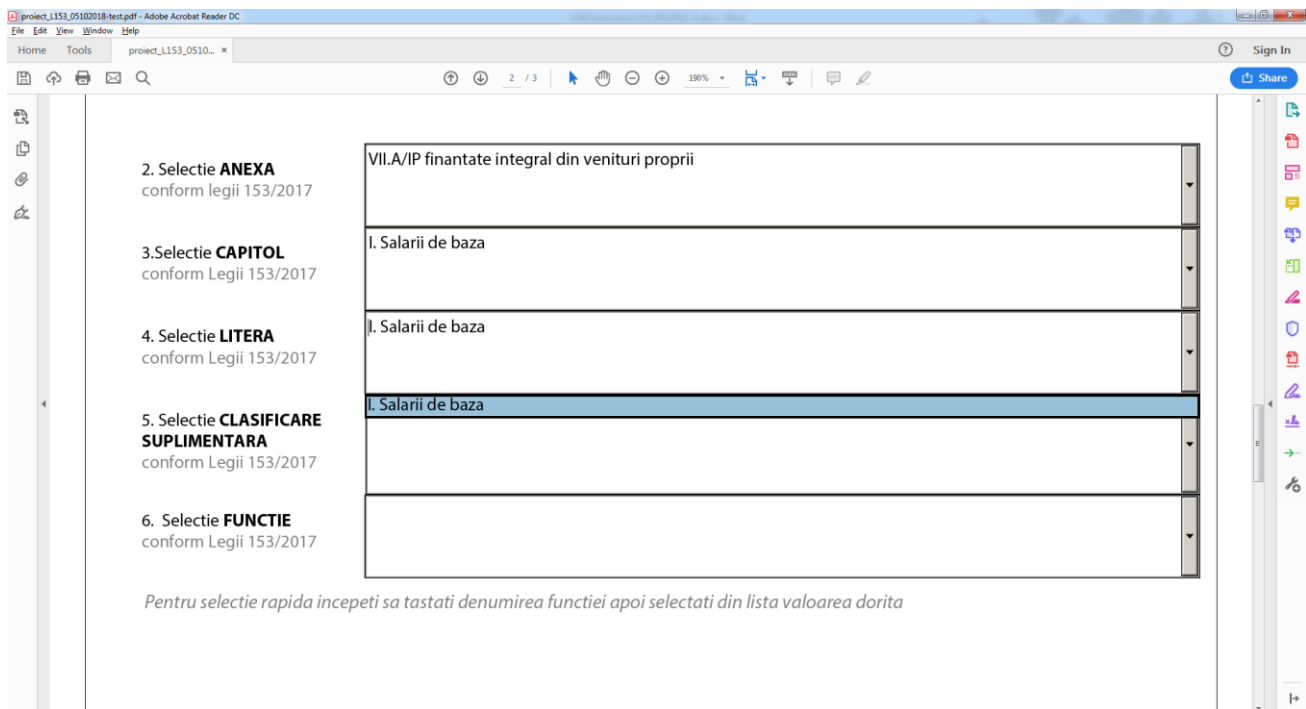 proiect_L153_05102018-test.pdf - Adobe Acrobat Reader DC
File Edit View Window Help
Home Tools proiect_L153_0510... × Sign In
2 / 3 190% Share
2. Selectie ANEXA
conform legii 153/2017
VII.A/IP finantate integral din venituri proprii
3.Selectie CAPITOL
conform Legii 153/2017
I. Salarii de baza
4. Selectie LITERA
conform Legii 153/2017
I. Salarii de baza
I. Salarii de baza
5. Selectie CLASIFICARE
SUPLIMENTARA
conform Legii 153/2017
6. Selectie FUNCTIE
conform Legii 153/2017
Pentru selectie rapida incepeti sa tastati denumirea functiei apoi selectati din lista valoarea dorita